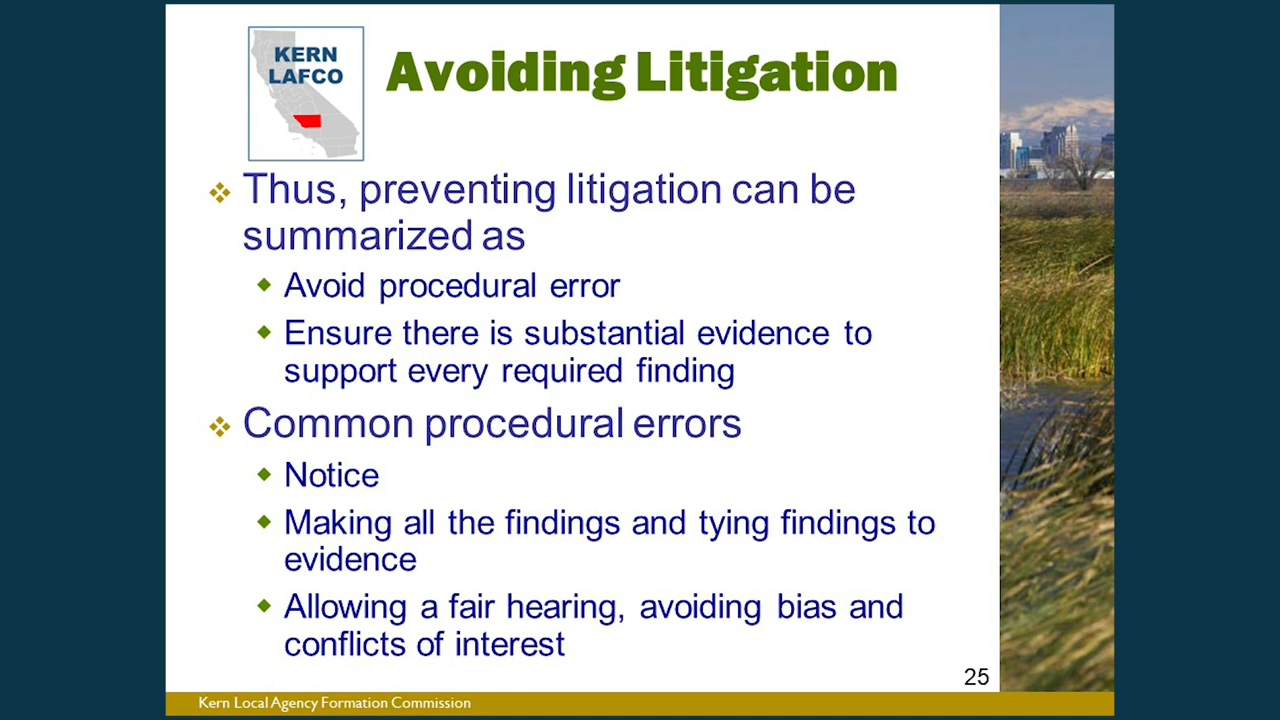 KERN
LAFCO
Avoiding Litigation
Thus, preventing litigation can be
summarized as
Avoid procedural error
Ensure there is substantial evidence to
support every required finding
Common procedural errors
Notice
Making all the findings and tying findings to
evidence
Allowing a fair hearing, avoiding bias and
conflicts of interest
25
Kern Local Agency Formation Commission